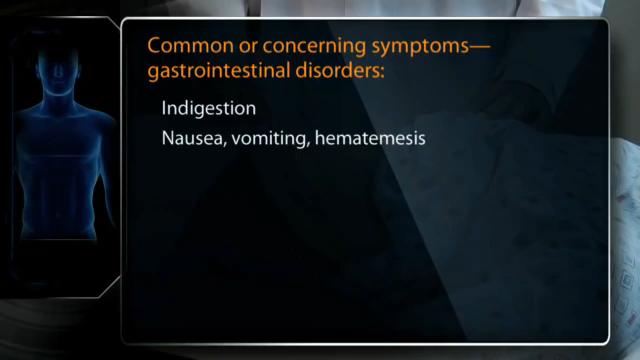 Common or concerning symptoms—
gastrointestinal disorders:
Indigestion
Nausea, vomiting, hematemesis